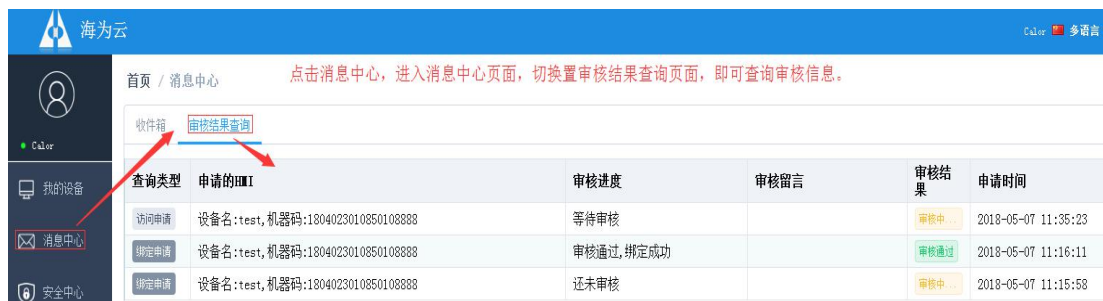 海为云
Calor 多语言
首页 / 消息中心
点击消息中心，进入消息中心页面，切换置审核结果查询页面，即可查询审核信息。
收件箱 审核结果查询
Calor
我的设备
消息中心
安全中心
查询类型 申请的HMI 审核进度 审核留言 审核结果 申请时间
访问申请 设备名:test,机器码:1804023010850108888 等待审核 审核中... 2018-05-07 11:35:23
绑定申请 设备名:test,机器码:1804023010850108888 审核通过,绑定成功 审核通过 2018-05-07 11:16:11
绑定申请 设备名:test,机器码:1804023010850108888 还未审核 审核中... 2018-05-07 11:15:58